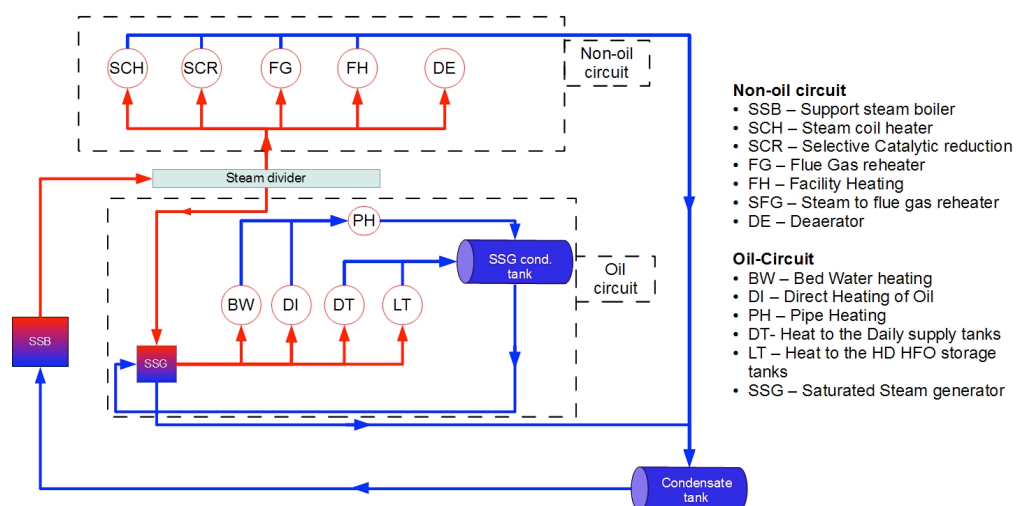 SCH
SCR
FG
FH
DE
Non-oil
circuit
Steam divider
PH
SSG cond.
tank
Oil
circuit
BW
DI
DT
LT
SSB
SSG
Condensate
tank
Non-oil circuit
• SSB – Support steam boiler
• SCH – Steam coil heater
• SCR – Selective Catalytic reduction
• FG – Flue Gas reheater
• FH – Facility Heating
• SFG – Steam to flue gas reheater
• DE – Deaerator
Oil-Circuit
• BW – Bed Water heating
• DI – Direct Heating of Oil
• PH – Pipe Heating
• DT- Heat to the Daily supply tanks
• LT – Heat to the HD HFO storage
tanks
• SSG – Saturated Steam generator